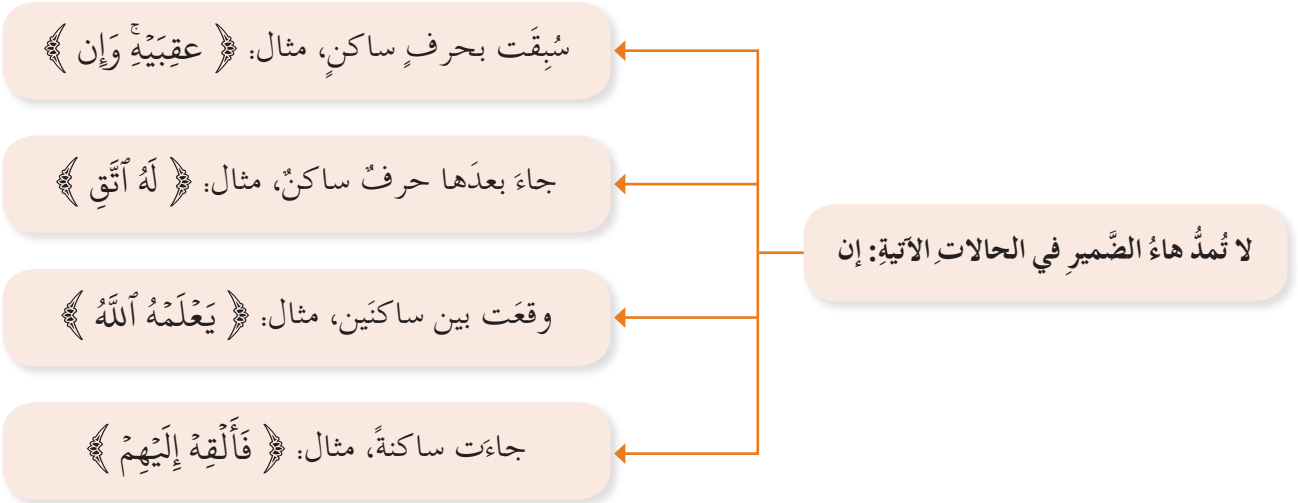 لا تُمدُّ هاءُ الضَّميرِ في الحالاتِ الآتيةِ: إن
سُبِقَت بحرفٍ ساكنٍ، مثال: ﴿ عَقِبَيْهِۚ وَإِن ﴾
جاءَ بعدَها حرفٌ ساكنٌ، مثال: ﴿ لَهُ ٱتَّقِ ﴾
وقعَت بين ساكنَين، مثال: ﴿ يَعْلَمْهُ ٱللَّهُ ﴾
جاءَت ساكنةً، مثال: ﴿ فَأَلْقِهْ إِلَيْهِمْ ﴾